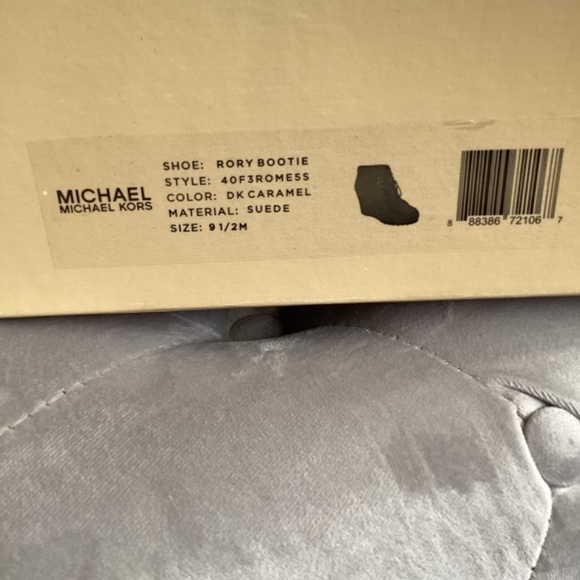 MICHAEL
MICHAEL KORS
SHOE: RORY BOOTIE
STYLE: 40F3ROME5S
COLOR: DK CARAMEL
MATERIAL: SUEDE
SIZE: 9 1/2M
8 88386 72106 7